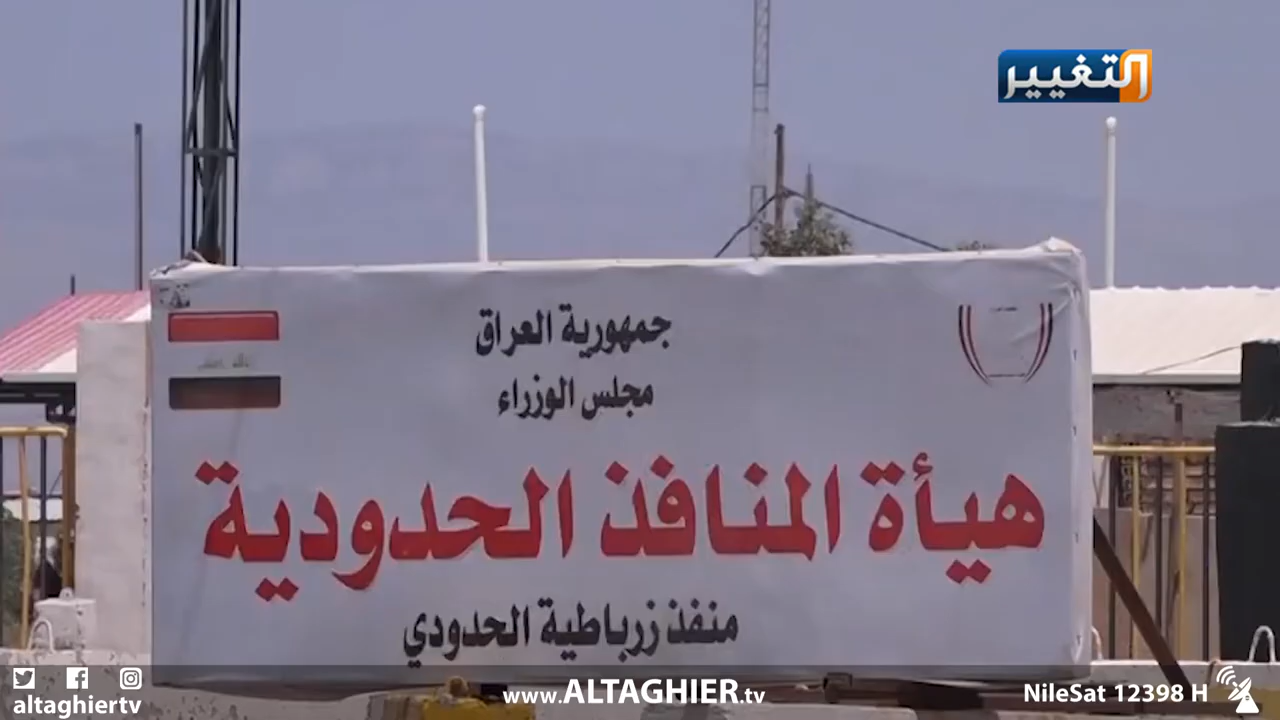 التغيير
جمهورية العراق
مجلس الوزراء
هيأة المنافذ الحدودية
منفذ زرباطية الحدودي
altaghiertv
www.ALTAGHIER.tv
NileSat 12398 H